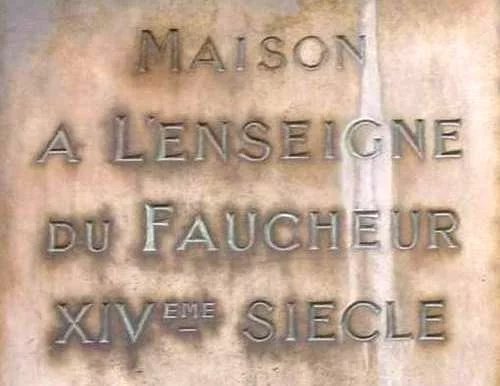 MAISON
A L'ENSEIGNE
DU FAUCHEUR
XIVEME SIECLE